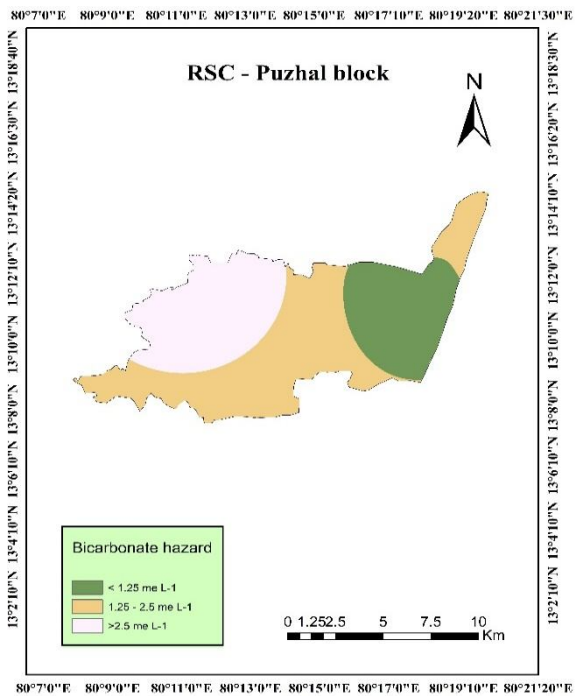 80°7'0"E 80°9'0"E 80°11'0"E 80°13'0"E 80°15'0"E 80°17'10"E 80°19'20"E 80°21'30"E
RSC - Puzhal block
N
13°18'40"N
13°16'30"N
13°14'20"N
13°12'10"N
13°10'0"N
13°8'0"N
13°6'10"N
13°4'10"N
13°2'10"N
13°18'30"N
13°16'20"N
13°14'10"N
13°12'0"N
13°10'0"N
13°8'0"N
13°6'10"N
13°4'10"N
13°2'10"N
Bicarbonate hazard
< 1.25 me L-1
1.25 - 2.5 me L-1
>2.5 me L-1
0 1.25 2.5 5 7.5 10
Km
80°7'0"E 80°9'0"E 80°11'0"E 80°13'0"E 80°15'0"E 80°17'0"E 80°19'10"E 80°21'20"E